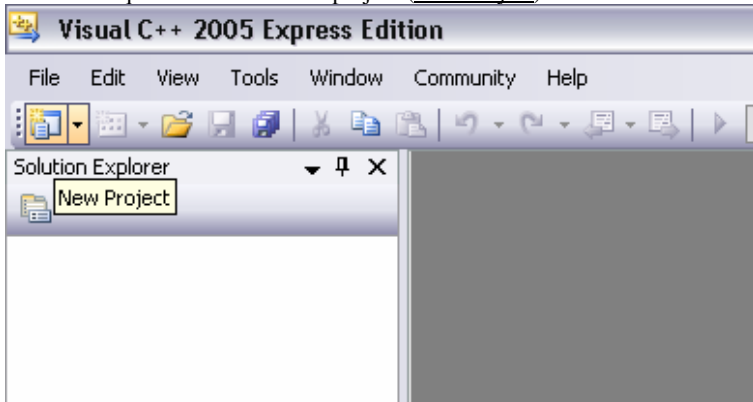 Visual C++ 2005 Express Edition
File Edit View Tools Window Community Help
Solution Explorer
New Project